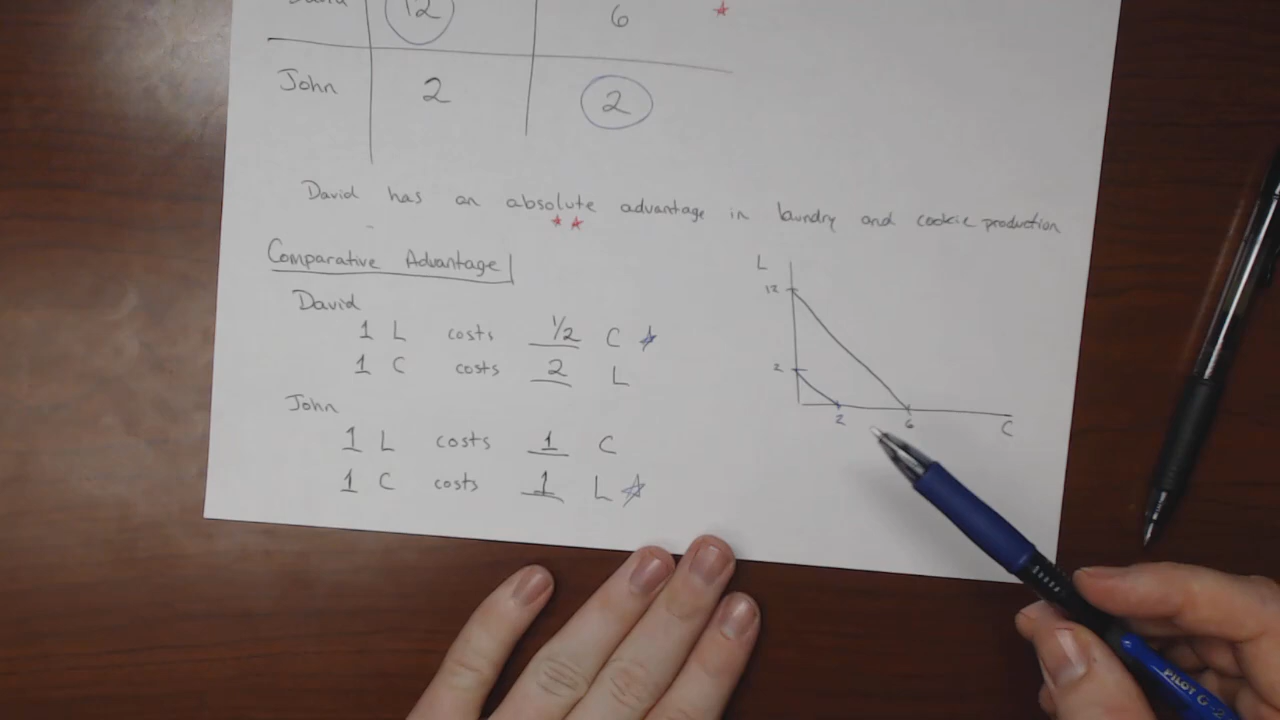 David 12 6
John 2 2
David has an absolute advantage in laundry and cookie production
Comparative Advantage
David
1 L costs 1/2 C
1 C costs 2 L
John
1 L costs 1 C
1 C costs 1 L
L
12
2
2 6 C
PILOT G-2